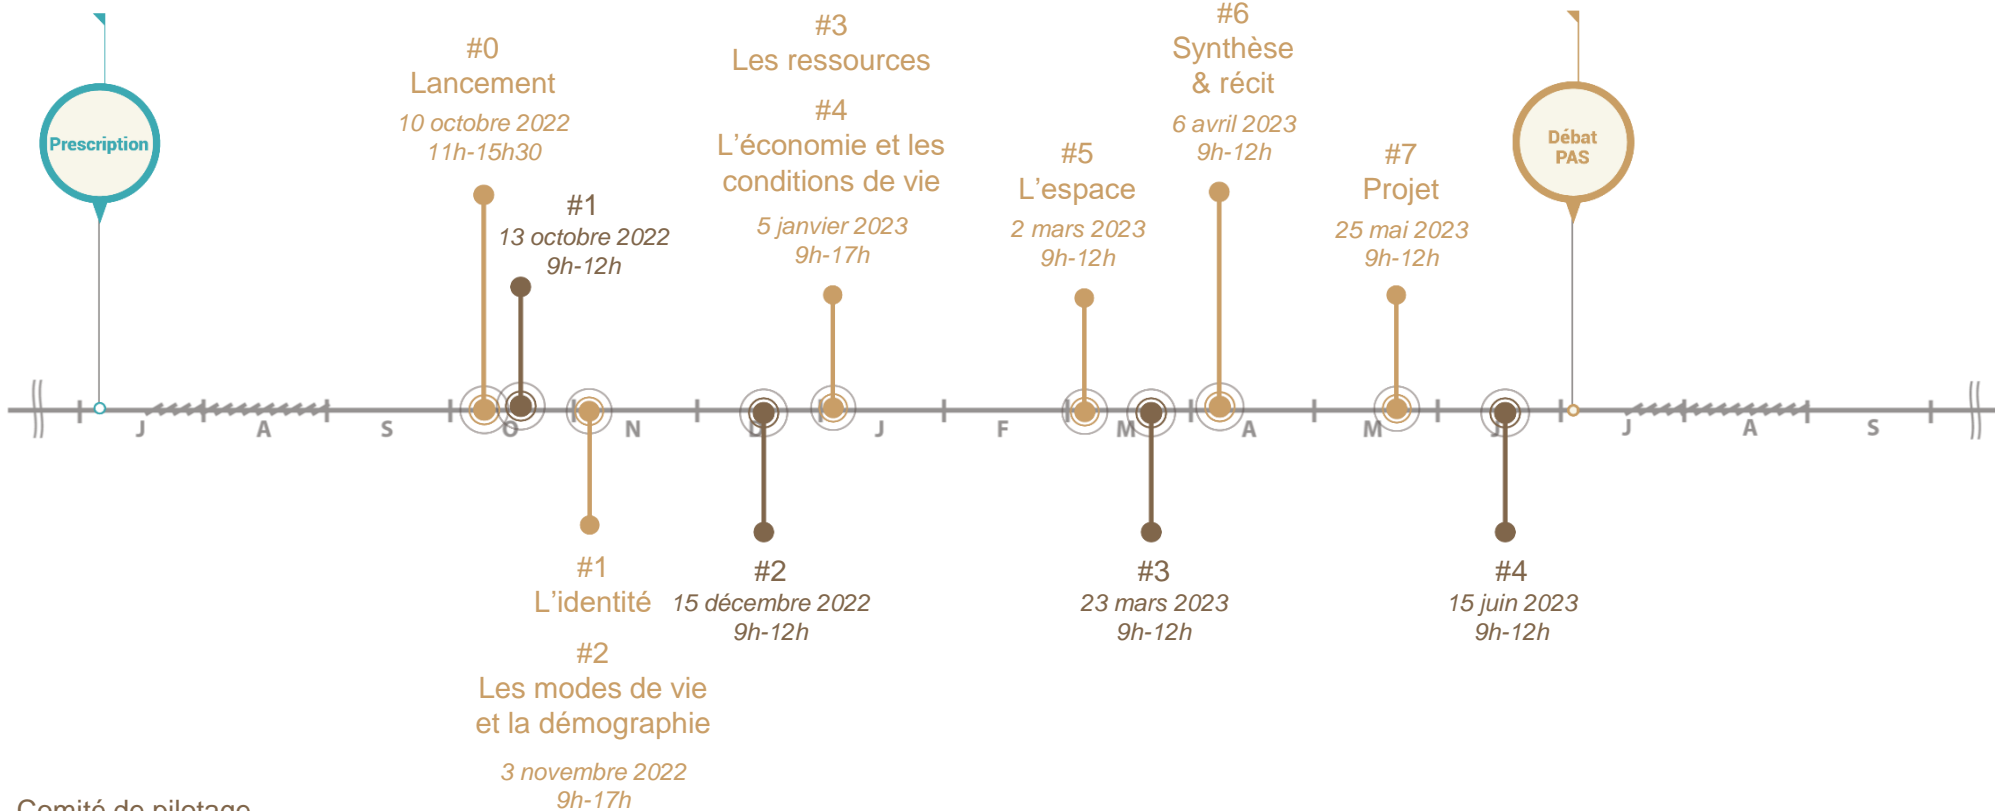 Prescription
#0
Lancement
10 octobre 2022
11h-15h30
#1
13 octobre 2022
9h-12h
#3
Les ressources
#4
L’économie et les
conditions de vie
5 janvier 2023
9h-17h
#5
L’espace
2 mars 2023
9h-12h
#6
Synthèse
& récit
6 avril 2023
9h-12h
#7
Projet
25 mai 2023
9h-12h
Débat
PAS
J A S O N D J F M A M J J A S
#1
L’identité
#2
Les modes de vie
et la démographie
3 novembre 2022
9h-17h
#2
15 décembre 2022
9h-12h
#3
23 mars 2023
9h-12h
#4
15 juin 2023
9h-12h
Comité de pilotage